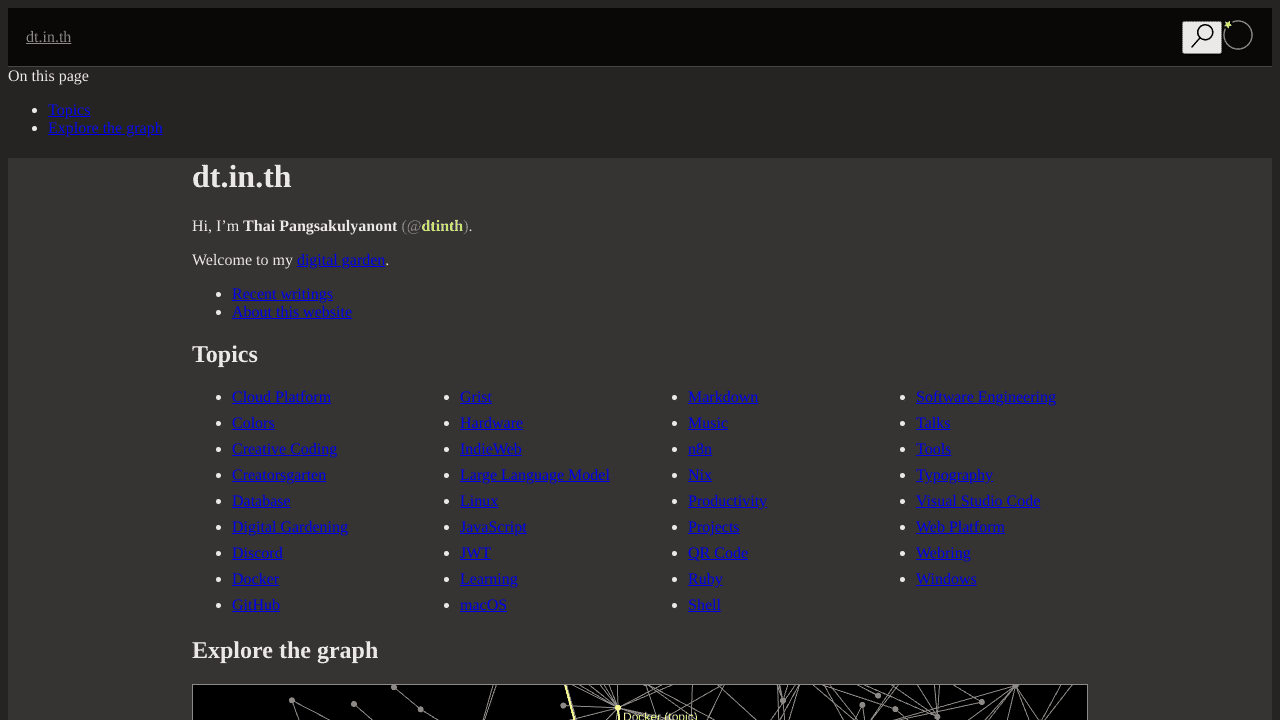 dt.in.th
On this page
Topics
Explore the graph
dt.in.th
Hi, I’m Thai Pangsakulyanont (@dtinth).
Welcome to my digital garden.
Recent writings
About this website
Topics
Cloud Platform
Colors
Creative Coding
Creatorsgarten
Database
Digital Gardening
Discord
Docker
GitHub
Grist
Hardware
IndieWeb
Large Language Model
Linux
JavaScript
JWT
Learning
macOS
Markdown
Music
n8n
Nix
Productivity
Projects
QR Code
Ruby
Shell
Software Engineering
Talks
Tools
Typography
Visual Studio Code
Web Platform
Webring
Windows
Explore the graph
Docker (topic)